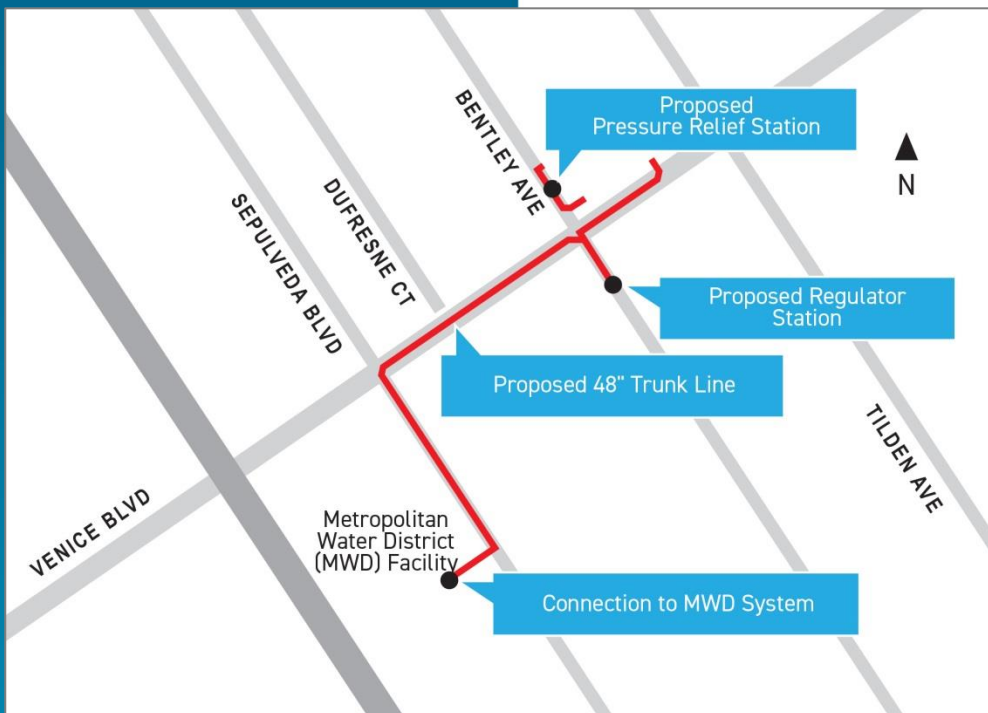 Proposed
Pressure Relief Station
BENTLEY AVE
N
DUFRESNE CT
SEPULVEDA BLVD
Proposed Regulator
Station
Proposed 48" Trunk Line
TILDEN AVE
VENICE BLVD
Metropolitan
Water District
(MWD) Facility
Connection to MWD System